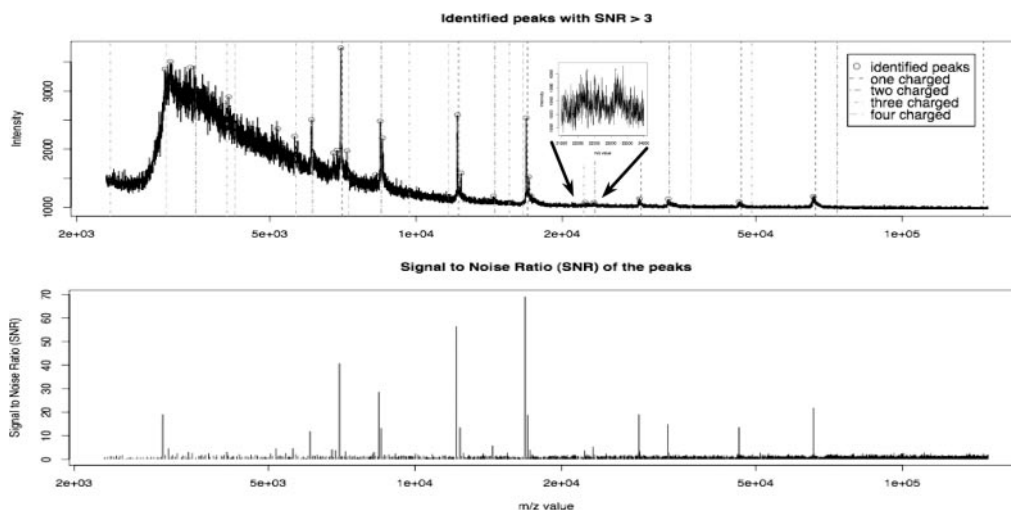 Identified peaks with SNR > 3
Intensity
3000
2000
1000
identified peaks
one charged
two charged
three charged
four charged
m/z value
2e+03 5e+03 1e+04 2e+04 5e+04 1e+05
Signal to Noise Ratio (SNR) of the peaks
Signal to Noise Ratio (SNR)
70
60
50
40
30
20
10
0
2e+03 5e+03 1e+04 2e+04 5e+04 1e+05
m/z value